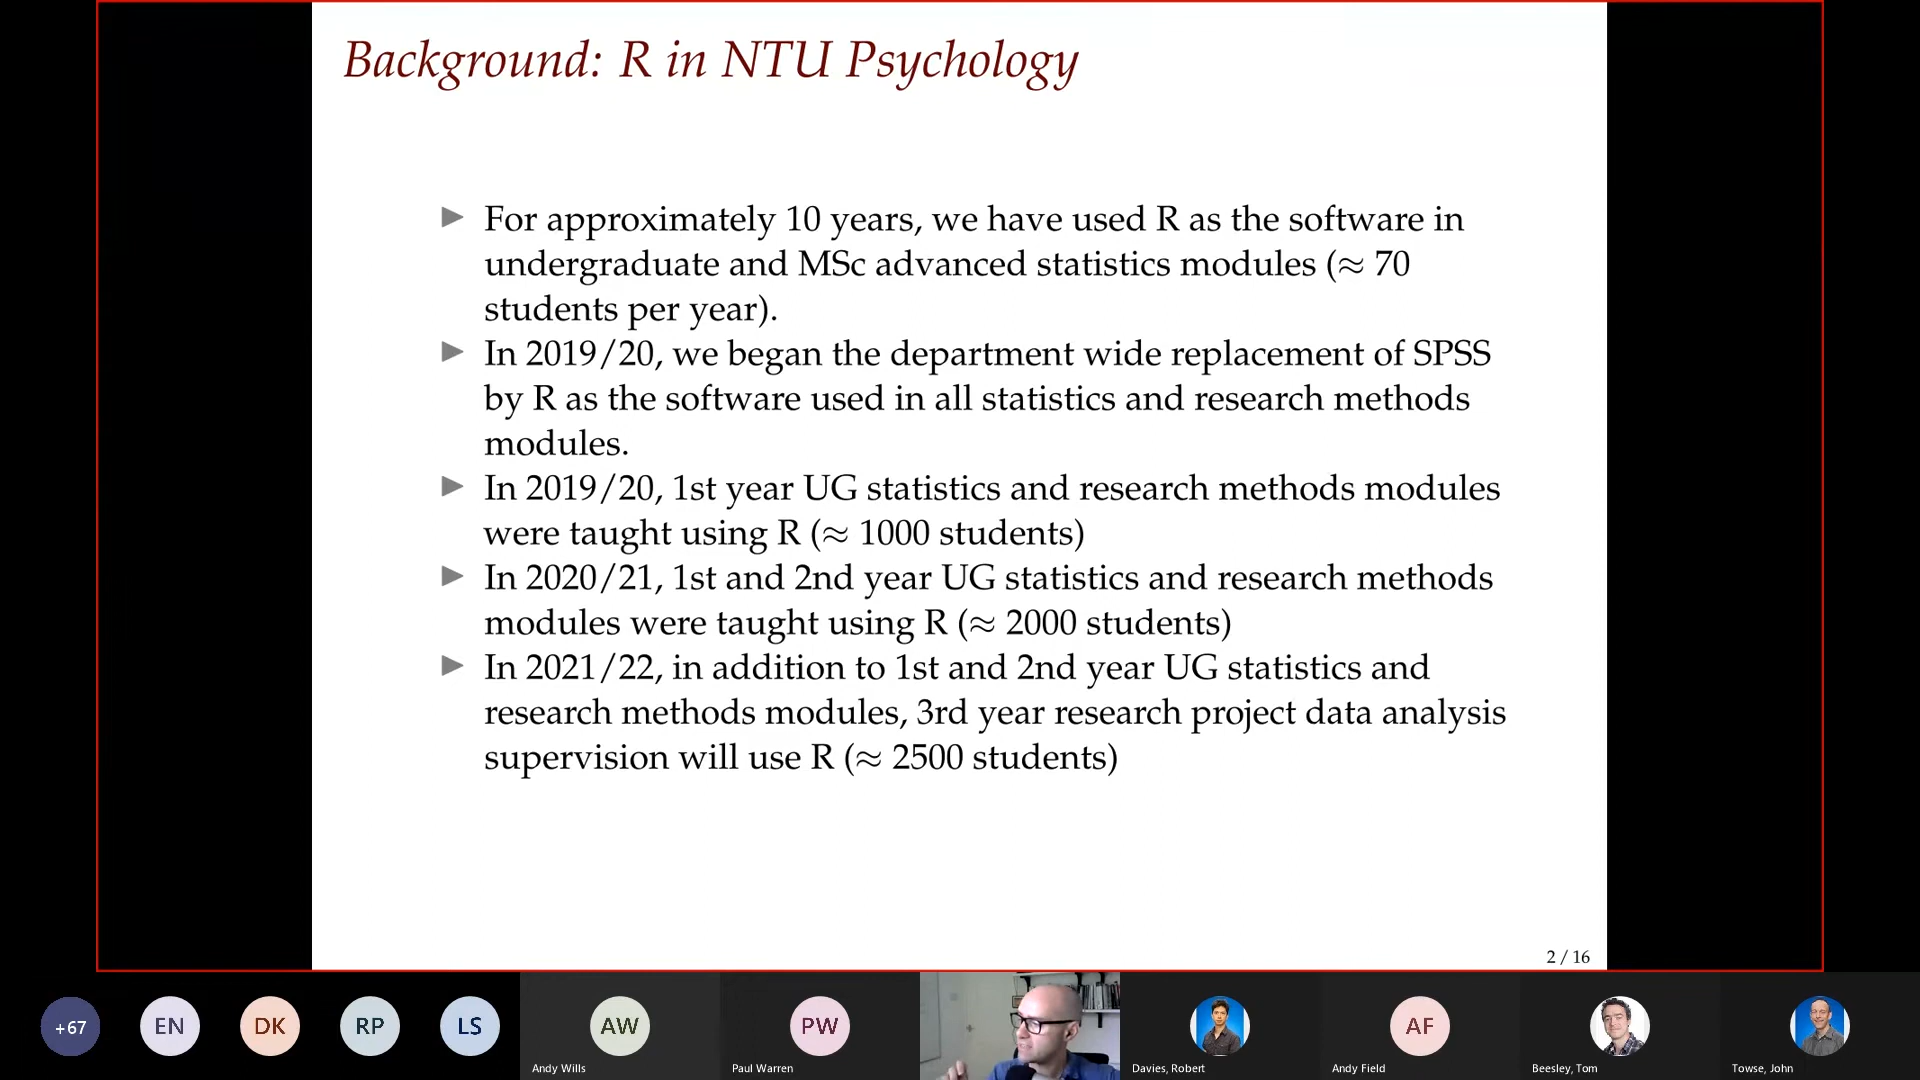 Background: R in NTU Psychology
For approximately 10 years, we have used R as the software in
undergraduate and MSc advanced statistics modules (≈ 70
students per year).
In 2019/20, we began the department wide replacement of SPSS
by R as the software used in all statistics and research methods
modules.
In 2019/20, 1st year UG statistics and research methods modules
were taught using R (≈ 1000 students)
In 2020/21, 1st and 2nd year UG statistics and research methods
modules were taught using R (≈ 2000 students)
In 2021/22, in addition to 1st and 2nd year UG statistics and
research methods modules, 3rd year research project data analysis
supervision will use R (≈ 2500 students)
2 / 16
+67 EN DK RP LS AW PW AF
Andy Wills Paul Warren Davies, Robert Andy Field Beesley, Tom Towse, John